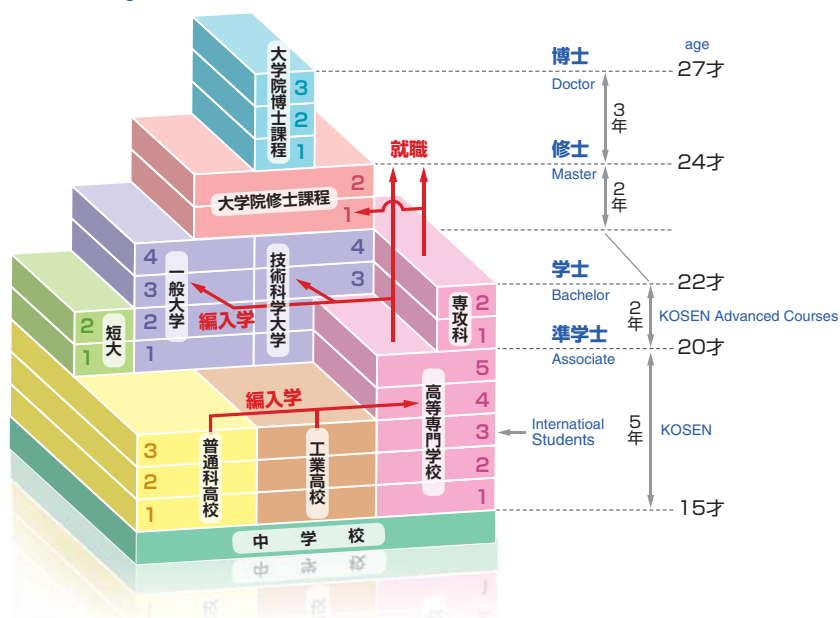 age
大学院博士課程
3
2
1
博士
Doctor
27才
3年
就職
修士
Master
24才
大学院修士課程
2
1
2年
一般大学
4
3
2
1
技術科学大学
4
3
編入学
学士
Bachelor
22才
専攻科
2
1
2年
KOSEN Advanced Courses
短大
2
1
準学士
Associate
20才
編入学
高等専門学校
5
4
3
2
1
Internatioal
Students
5年
KOSEN
普通科高校
3
2
1
工業高校
15才
中学校